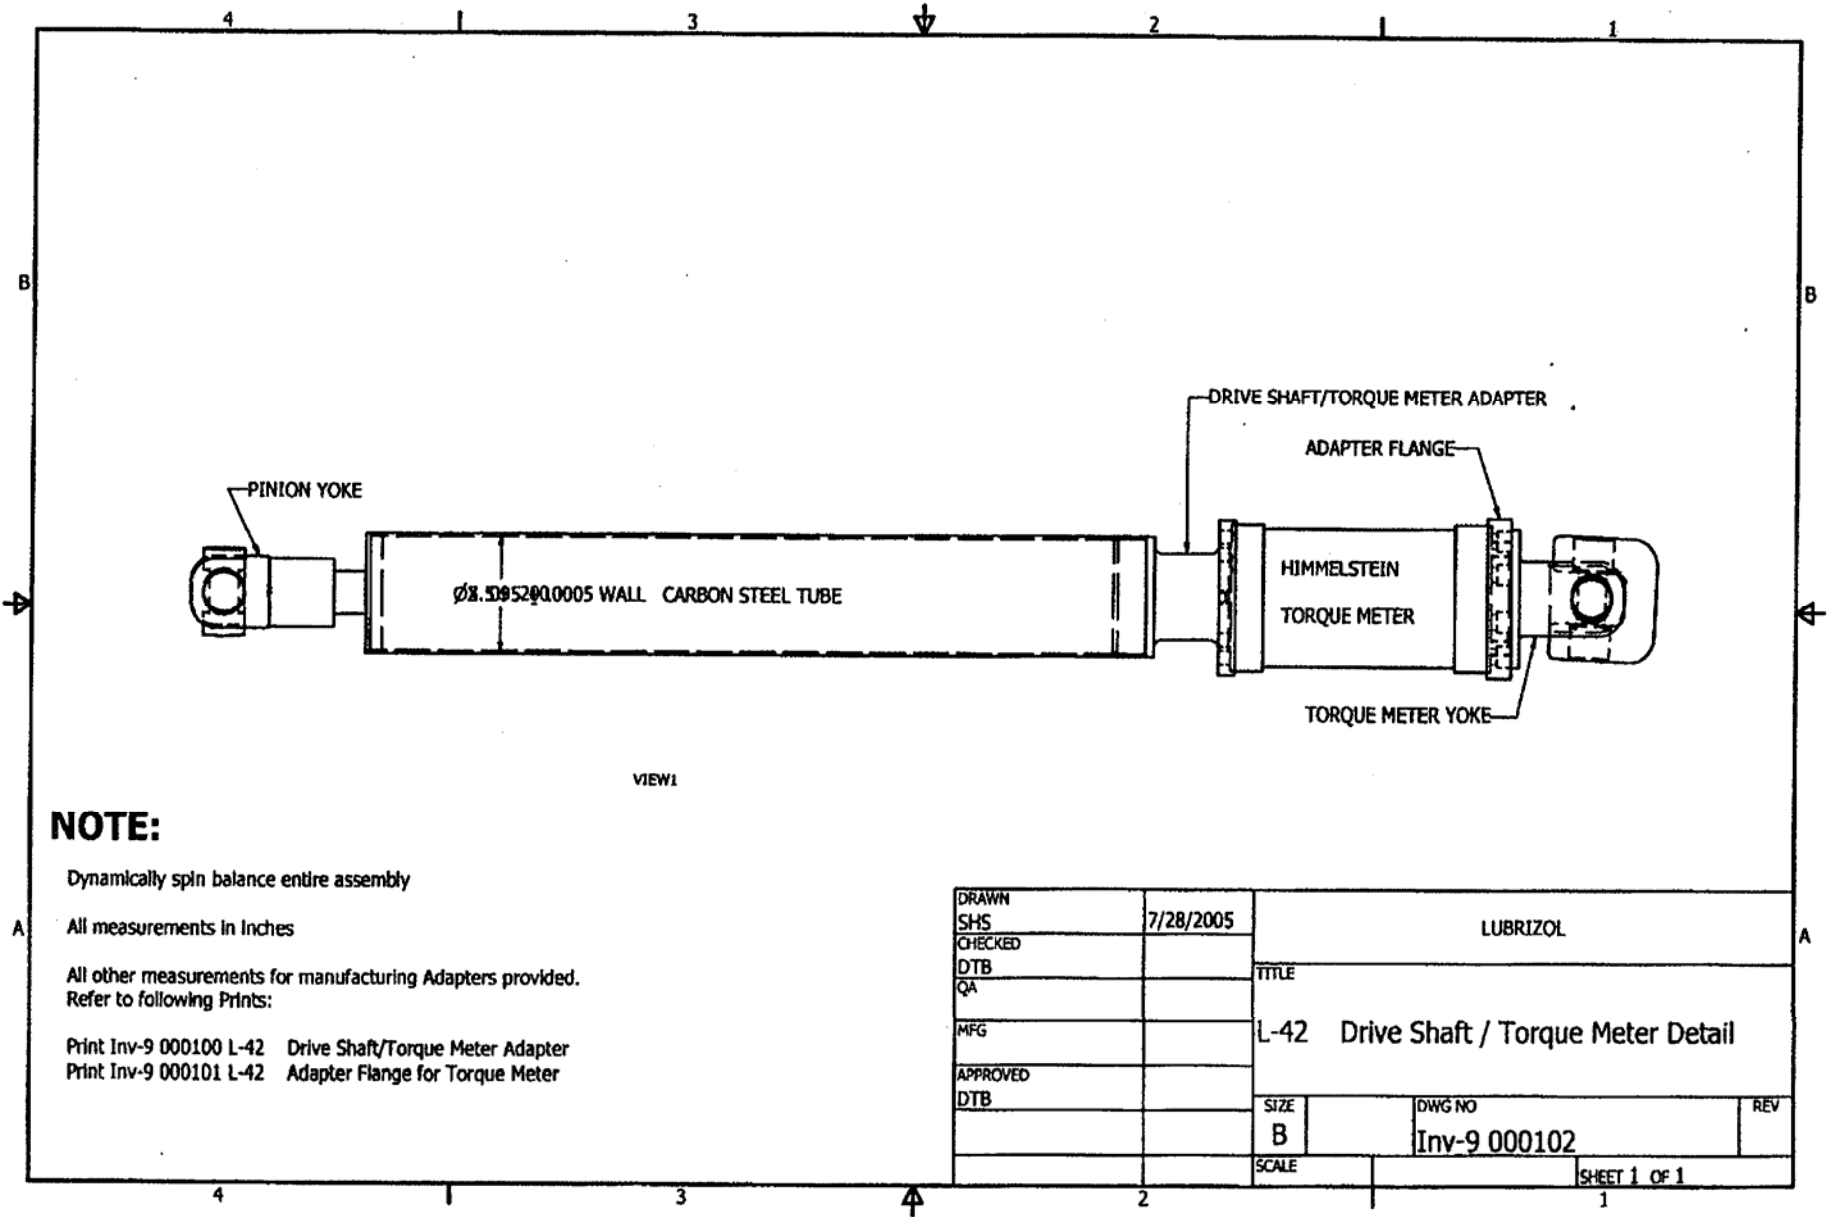 4 3 2 1
B B
DRIVE SHAFT/TORQUE METER ADAPTER
ADAPTER FLANGE
PINION YOKE
HIMMELSTEIN
TORQUE METER
WALL CARBON STEEL TUBE
TORQUE METER YOKE
VIEW1
NOTE:
Dynamically spin balance entire assembly
All measurements in Inches
All other measurements for manufacturing Adapters provided.
Refer to following Prints:
Print Inv-9 000100 L-42 Drive Shaft/Torque Meter Adapter
Print Inv-9 000101 L-42 Adapter Flange for Torque Meter
A A
DRAWN
SHS 7/28/2005
LUBRIZOL
CHECKED
DTB
QA
MFG
APPROVED
DTB
TITLE
L-42 Drive Shaft / Torque Meter Detail
SIZE
B
DWG NO
Inv-9 000102
REV
SCALE
SHEET 1 OF 1
4 3 2 1